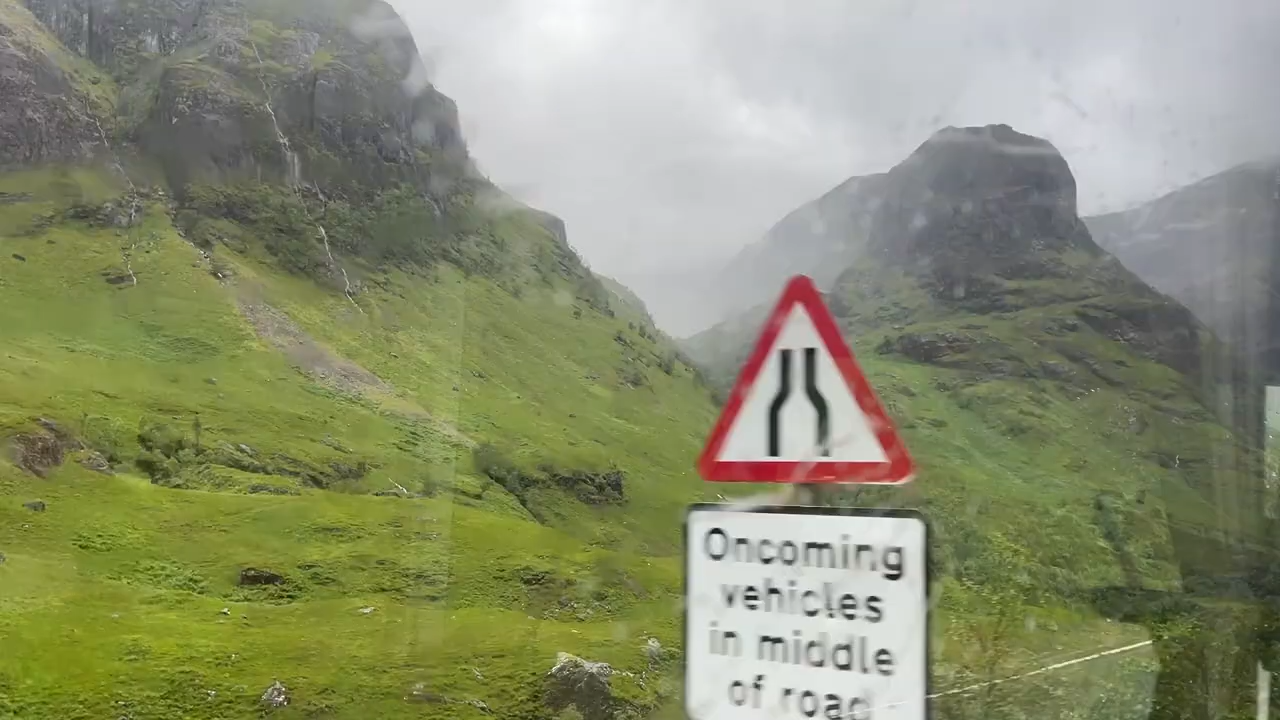 Oncoming
vehicles
in middle
of road